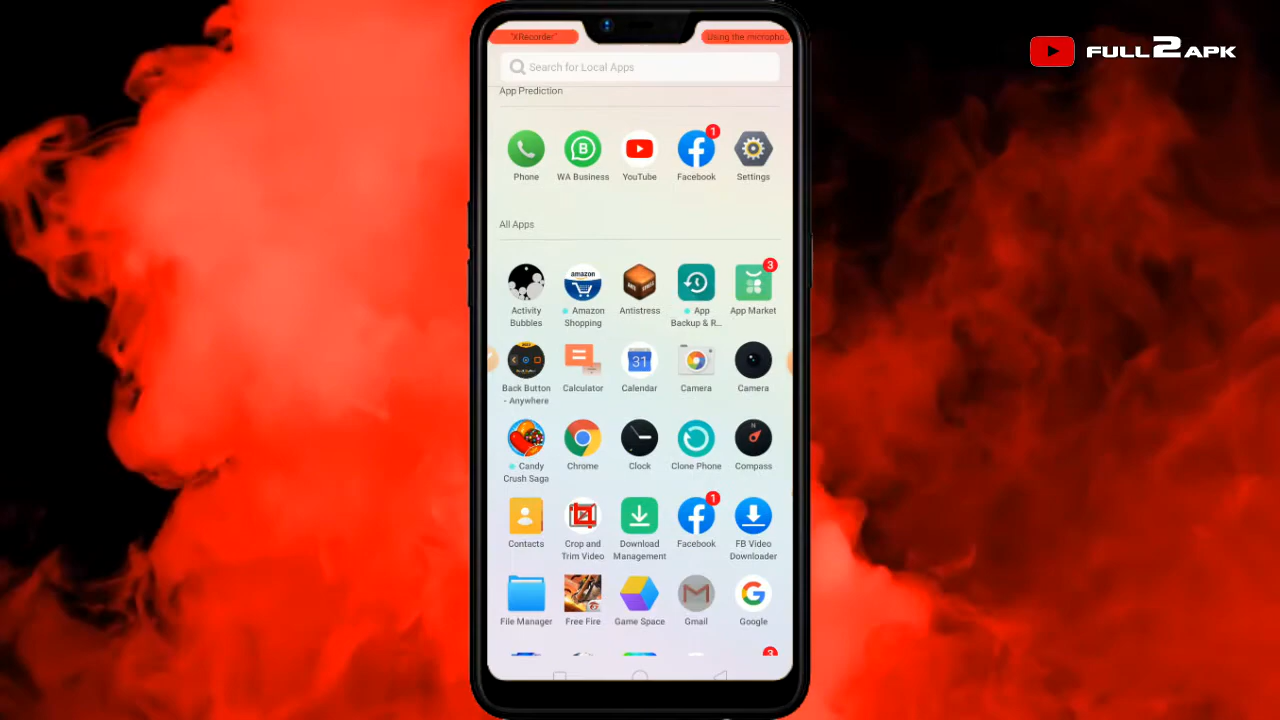 "XRecorder"
Using the micropho...
FULL2APK
Search for Local Apps
App Prediction
1
Phone
WA Business
YouTube
Facebook
Settings
All Apps
amazon
3
Activity Bubbles
Amazon Shopping
Antistress
App Backup & R...
App Market
31
N
Back Button - Anywhere
Calculator
Calendar
Camera
Camera
Candy Crush Saga
Chrome
Clock
Clone Phone
Compass
1
Contacts
Crop and Trim Video
Download Management
Facebook
FB Video Downloader
File Manager
Free Fire
Game Space
Gmail
Google
3